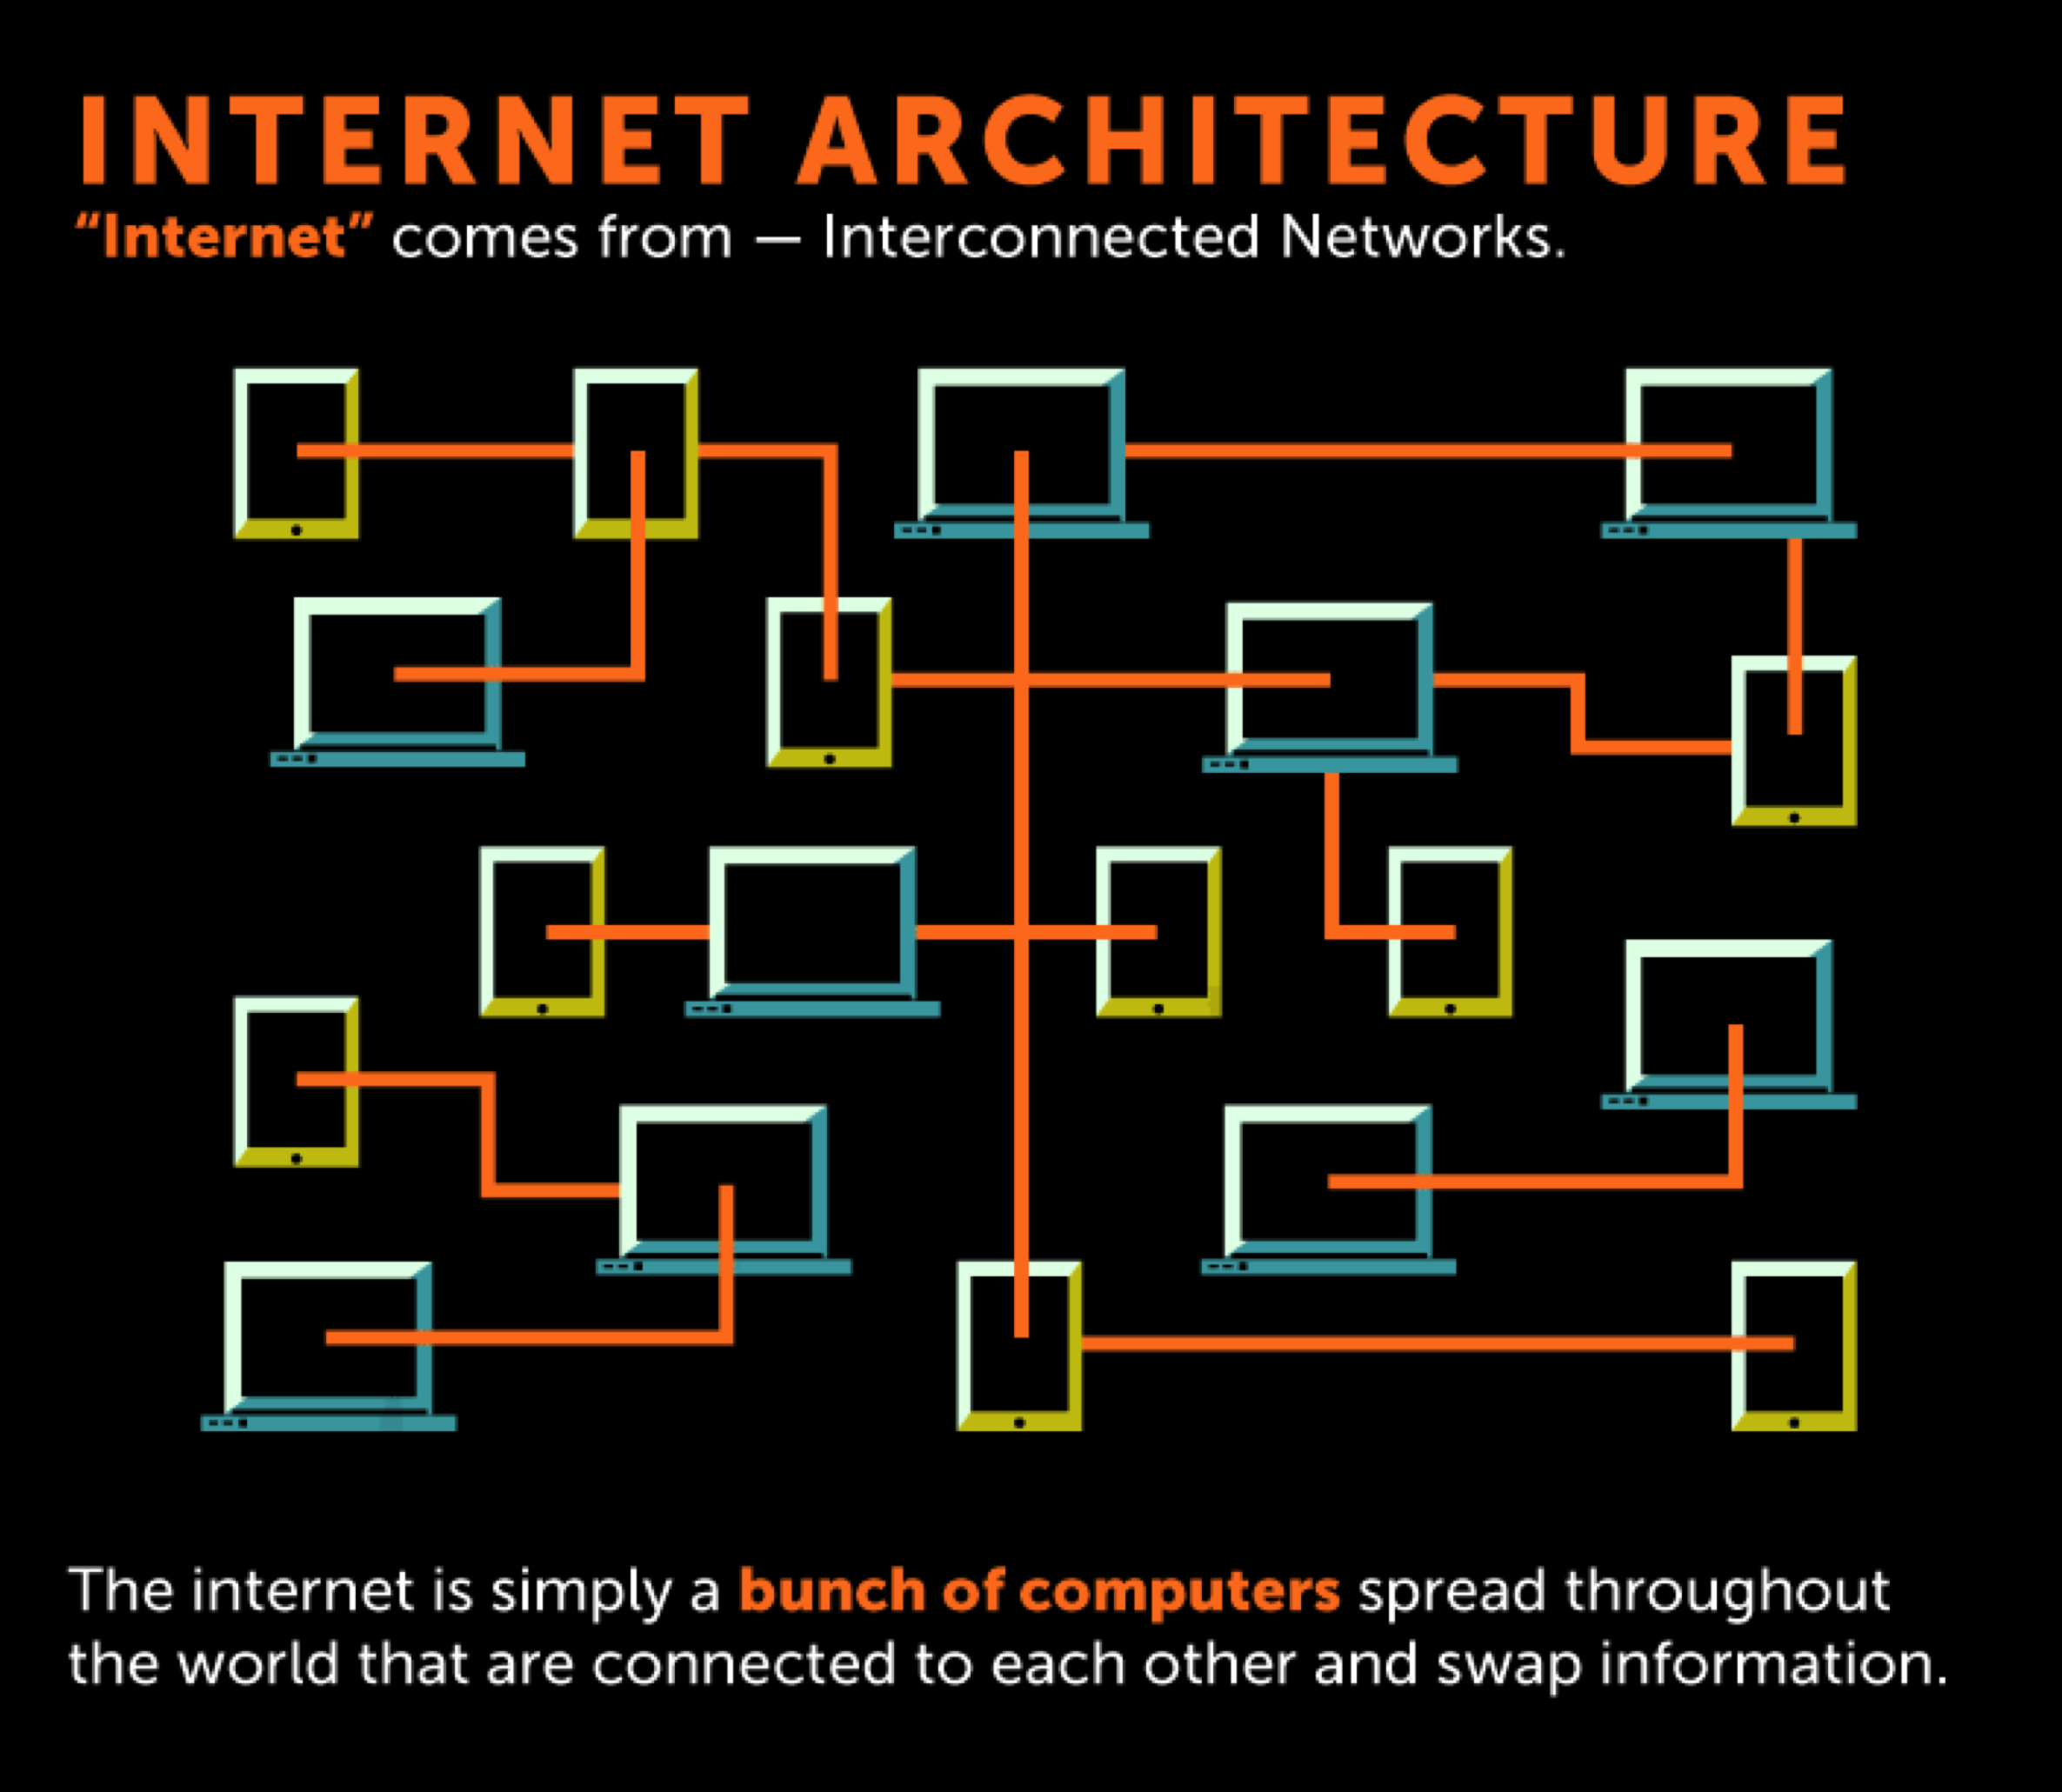 INTERNET ARCHITECTURE
“Internet” comes from — Interconnected Networks.
The internet is simply a bunch of computers spread throughout
the world that are connected to each other and swap information.